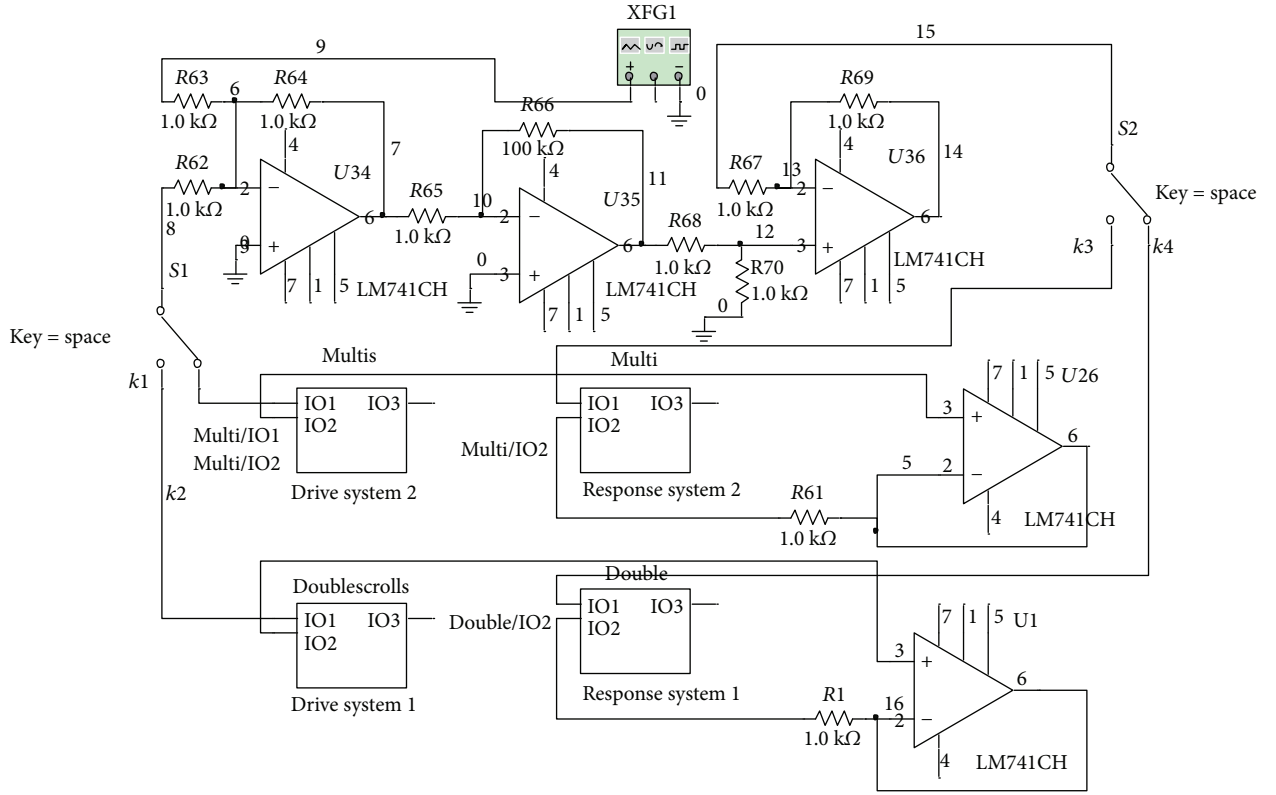 XFG1
9
15
R63
6
R64
+
−
0
R69
1.0 kΩ
1.0 kΩ
R66
1.0 kΩ
S2
4
7
100 kΩ
4
14
R62
U34
4
11
R67
13
U36
Key = space
2
−
R65
10
U35
2
−
1.0 kΩ
6
2
−
R68
1.0 kΩ
6
8
1.0 kΩ
12
+
0
6
3
+
k3
k4
S1
3
+
1.0 kΩ
R70
LM741CH
7
1
5
LM741CH
LM741CH
1.0 kΩ
7
1
5
0
7
1
5
Key = space
Multis
Multi
k1
7
1
5
U26
IO1
IO3
IO1
IO3
3
+
IO2
IO2
6
Multi/IO1
Multi/IO2
Multi/IO2
5
2
−
k2
Drive system 2
Response system 2
R61
4
LM741CH
1.0 kΩ
Doublescrolls
Double
IO1
IO3
Double/IO2
IO1
IO3
7
1
5
U1
IO2
IO2
3
+
6
Drive system 1
Response system 1
R1
16
2
−
1.0 kΩ
4
LM741CH